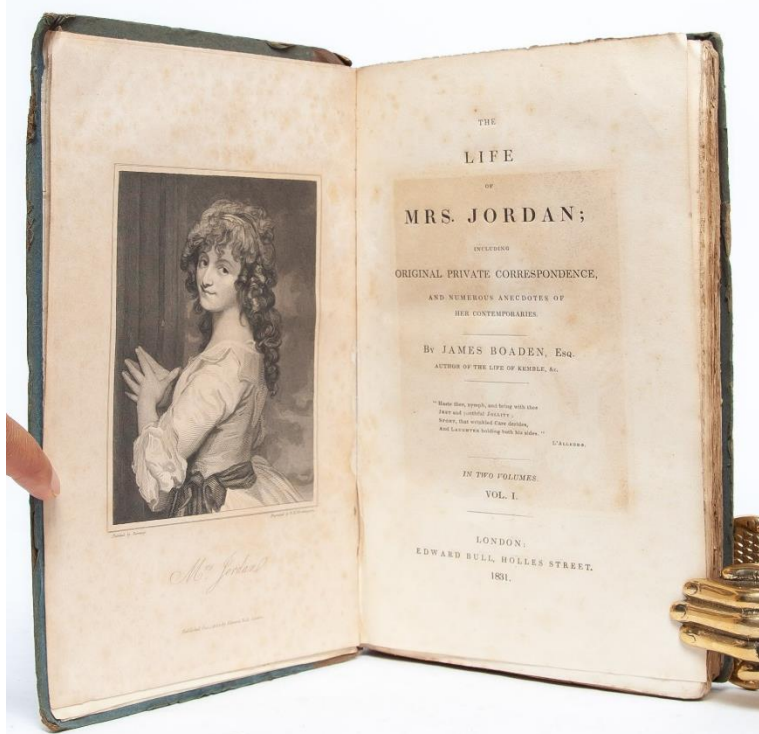 Painted by Romney
Mrs. Jordan
THE
LIFE
OF
MRS. JORDAN;
INCLUDING
ORIGINAL PRIVATE CORRESPONDENCE,
AND NUMEROUS ANECDOTES OF
HER CONTEMPORARIES.
BY JAMES BOADEN, ESQ.
AUTHOR OF THE LIFE OF KEMBLE, &c.
"Haste thee, nymph, and bring with thee
JEST and youthful JOLLITY;
SPORT, that wrinkled Care derides,
And LAUGHTER holding both his sides."
L'ALLEGRO.
IN TWO VOLUMES.
VOL. I.
LONDON:
EDWARD BULL, HOLLES STREET.
1831.